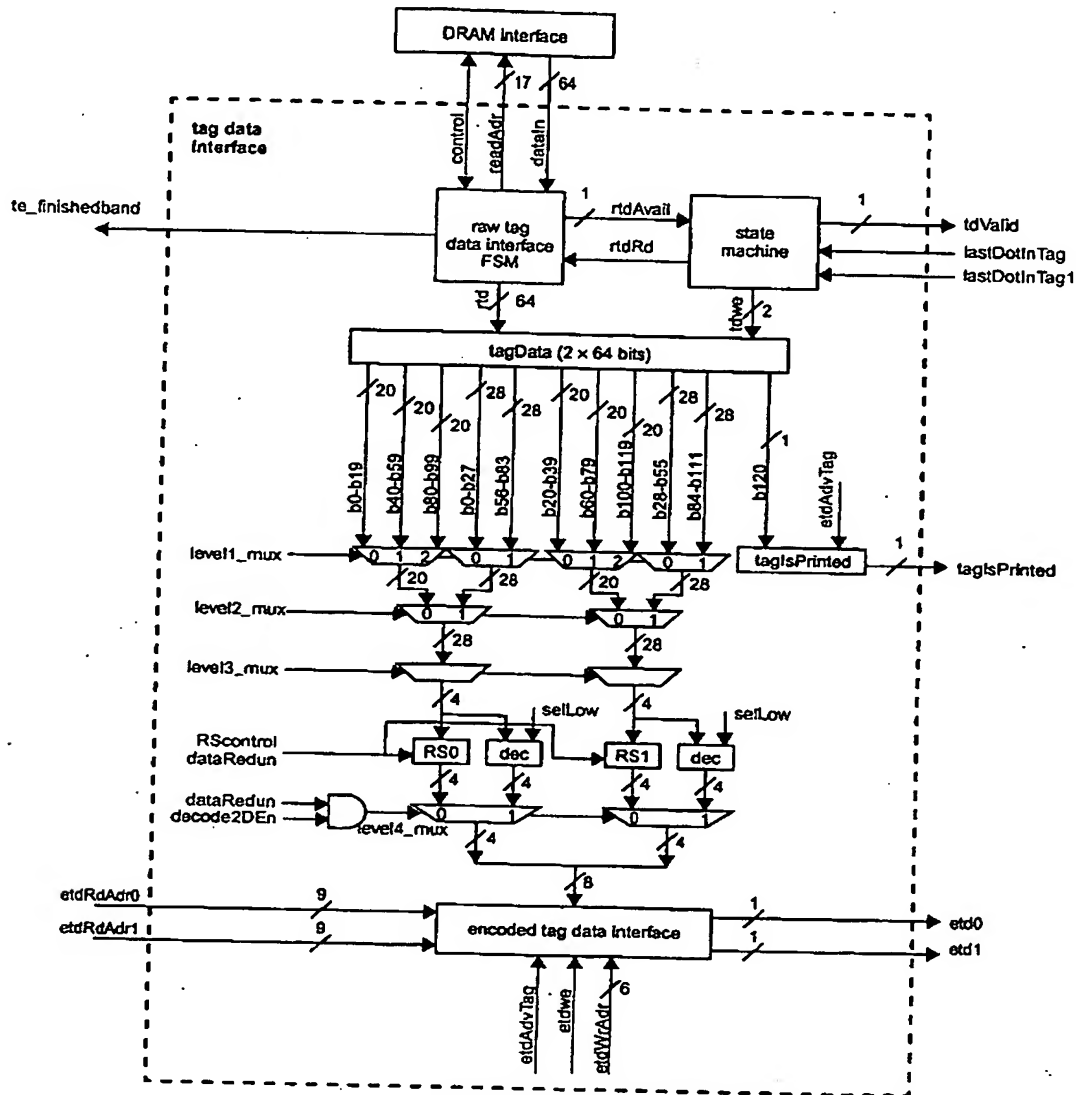 DRAM interface
17
64
tag data
interface
control
readAdr
dataIn
te_finishedband
raw tag
data interface
FSM
1
rtdAvail
rtdRd
state
machine
1
tdValid
lastDotInTag
lastDotInTag1
rtd
64
tdwe
2
tagData (2 × 64 bits)
20
20
20
28
28
20
20
20
28
28
1
b0-b19
b40-b59
b80-b99
b0-b27
b56-b83
b20-b39
b60-b79
b100-b119
b28-b55
b84-b111
b120
etdAdvTag
level1_mux
0 1 2
0 1
0 1 2
0 1
tagIsPrinted
1
tagIsPrinted
20
28
20
28
level2_mux
0 1
0 1
28
28
level3_mux
4
4
selLow
selLow
RScontrol
dataRedun
RS0
dec
RS1
dec
4
4
4
4
dataRedun
decode2DEn
level4_mux
0 1
0 1
4
4
8
etdRdAdr0
9
etdRdAdr1
9
encoded tag data interface
1
etd0
1
etd1
etdAdvTag
etdwe
etdWrAdr
6